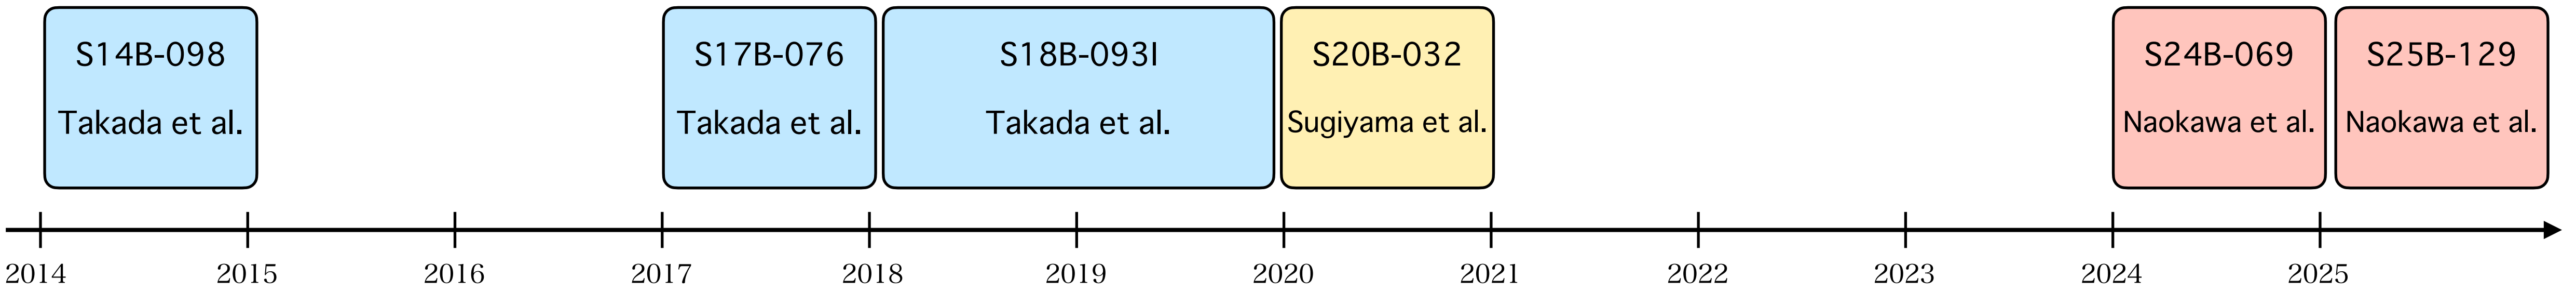 S14B-098
Takada et al.
S17B-076
Takada et al.
S18B-093I
Takada et al.
S20B-032
Sugiyama et al.
S24B-069
Naokawa et al.
S25B-129
Naokawa et al.
2014
2015
2016
2017
2018
2019
2020
2021
2022
2023
2024
2025